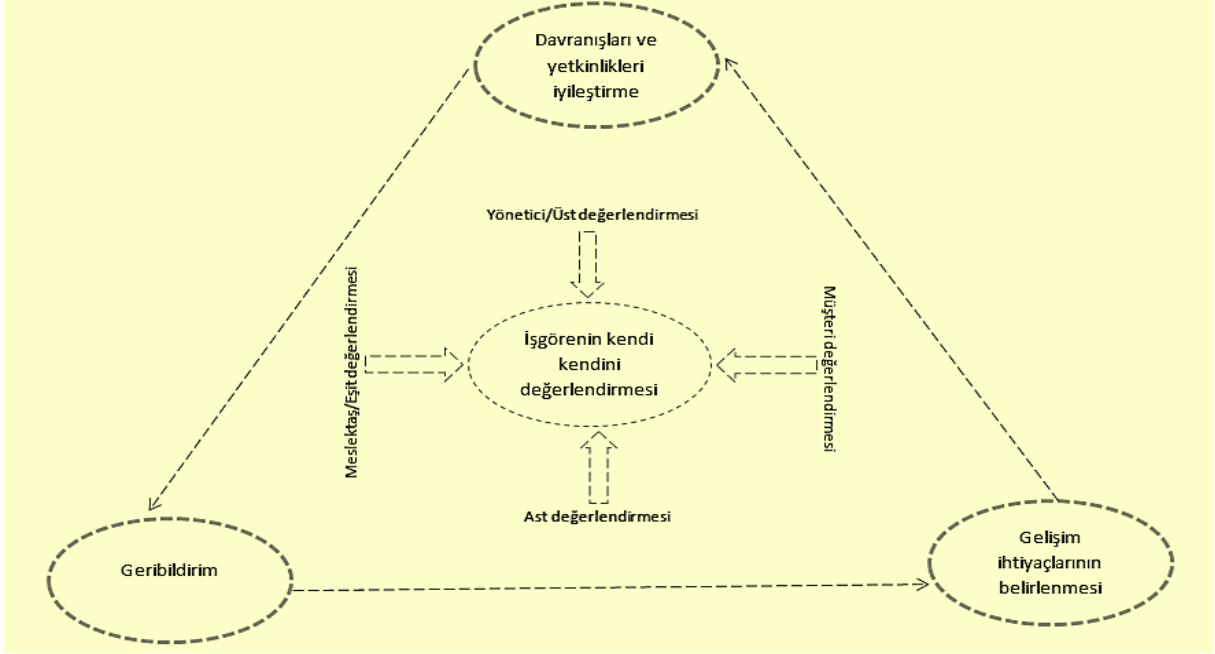 Davranışları ve
yetkinlikleri
iyileştirme
Yönetici/Üst değerlendirmesi
Meslektaş/Eşit değerlendirmesi
İşgörenin kendi
kendini
değerlendirmesi
Müşteri değerlendirmesi
Ast değerlendirmesi
Geribildirim
Gelişim
ihtiyaçlarının
belirlenmesi